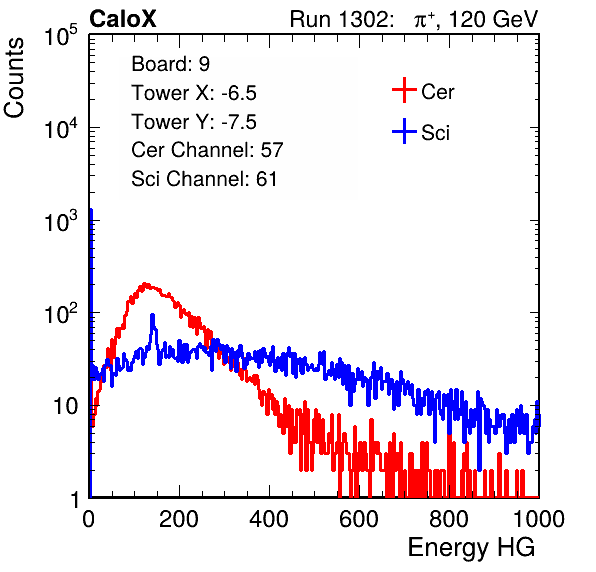 CaloX Run 1302: π⁺, 120 GeV
Counts
10⁵
10⁴
10³
10²
10
1
Board: 9
Tower X: -6.5
Tower Y: -7.5
Cer Channel: 57
Sci Channel: 61
Cer
Sci
0 200 400 600 800 1000
Energy HG